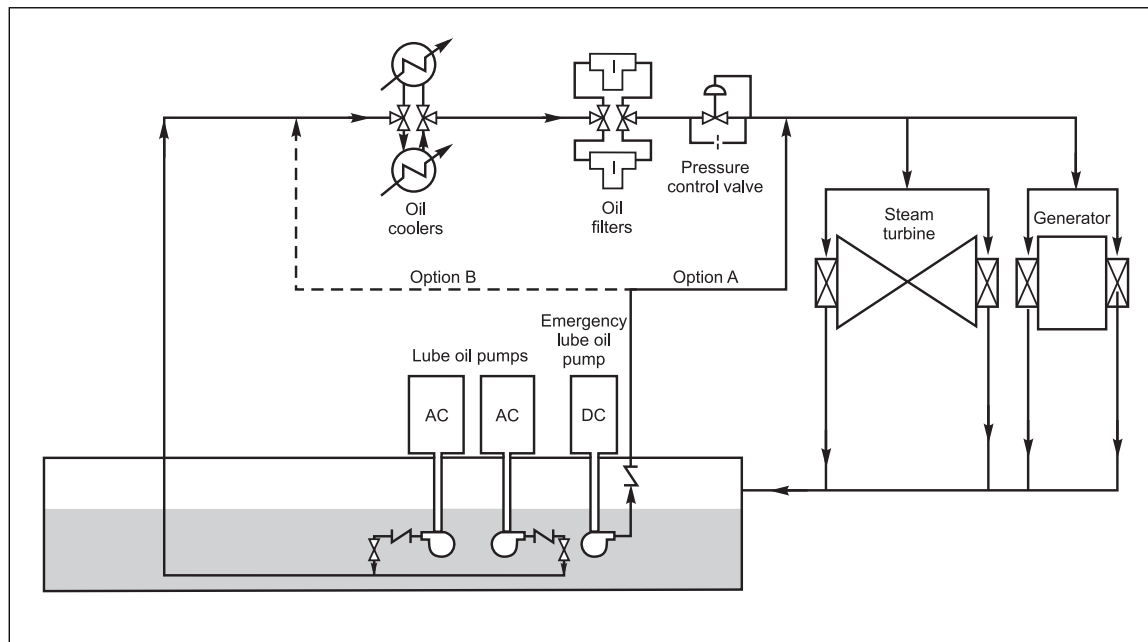 Oil
coolers
Oil
filters
Pressure
control valve
Steam
turbine
Generator
Option B
Option A
Emergency
lube oil
pump
Lube oil pumps
AC
AC
DC